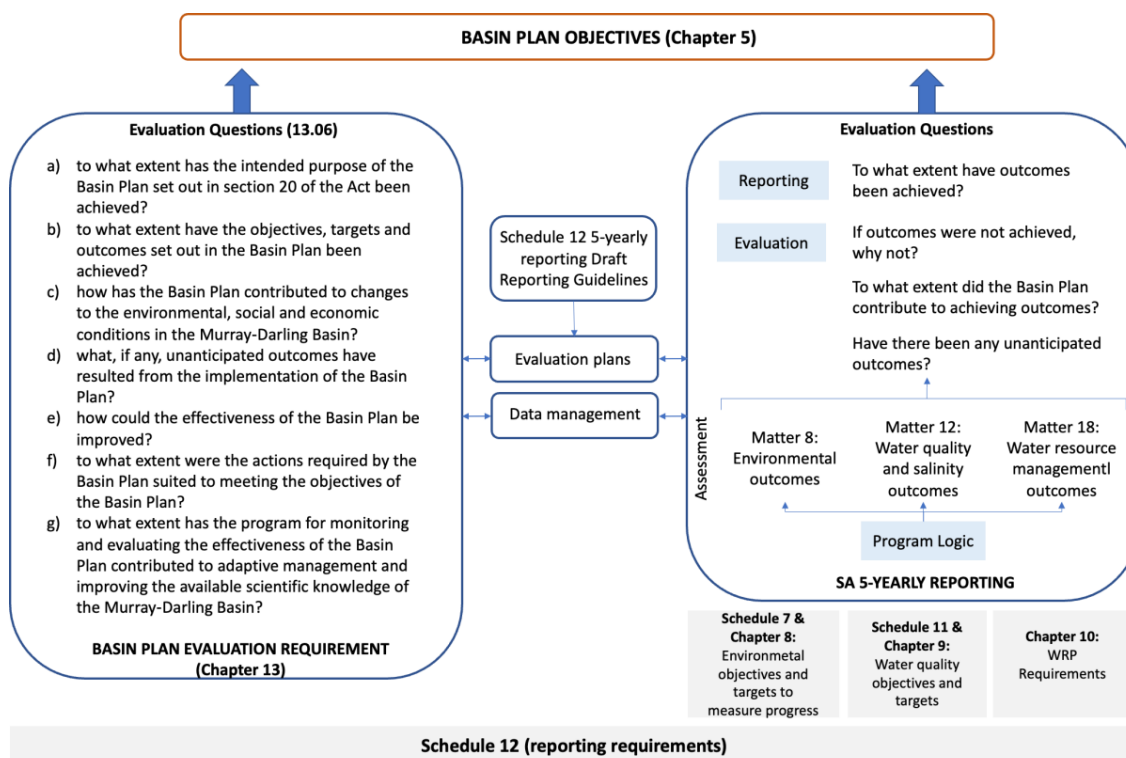 BASIN PLAN OBJECTIVES (Chapter 5)
Evaluation Questions (13.06)
a) to what extent has the intended purpose of the
Basin Plan set out in section 20 of the Act been
achieved?
b) to what extent have the objectives, targets and
outcomes set out in the Basin Plan been
achieved?
c) how has the Basin Plan contributed to changes
to the environmental, social and economic
conditions in the Murray-Darling Basin?
d) what, if any, unanticipated outcomes have
resulted from the implementation of the Basin
Plan?
e) how could the effectiveness of the Basin Plan be
improved?
f) to what extent were the actions required by the
Basin Plan suited to meeting the objectives of
the Basin Plan?
g) to what extent has the program for monitoring
and evaluating the effectiveness of the Basin
Plan contributed to adaptive management and
improving the available scientific knowledge of
the Murray-Darling Basin?
BASIN PLAN EVALUATION REQUIREMENT
(Chapter 13)
Schedule 12 5-yearly
reporting Draft
Reporting Guidelines
Evaluation plans
Data management
Evaluation Questions
Reporting
To what extent have outcomes
been achieved?
Evaluation
If outcomes were not achieved,
why not?
To what extent did the Basin Plan
contribute to achieving outcomes?
Have there been any unanticipated
outcomes?
Assessment
Matter 8:
Environmental
outcomes
Matter 12:
Water quality
and salinity
outcomes
Matter 18:
Water resource
managementl
outcomes
Program Logic
SA 5-YEARLY REPORTING
Schedule 7 &
Chapter 8:
Environmetal
objectives and
targets to
measure progress
Schedule 11 &
Chapter 9:
Water quality
objectives and
targets
Chapter 10:
WRP
Requirements
Schedule 12 (reporting requirements)